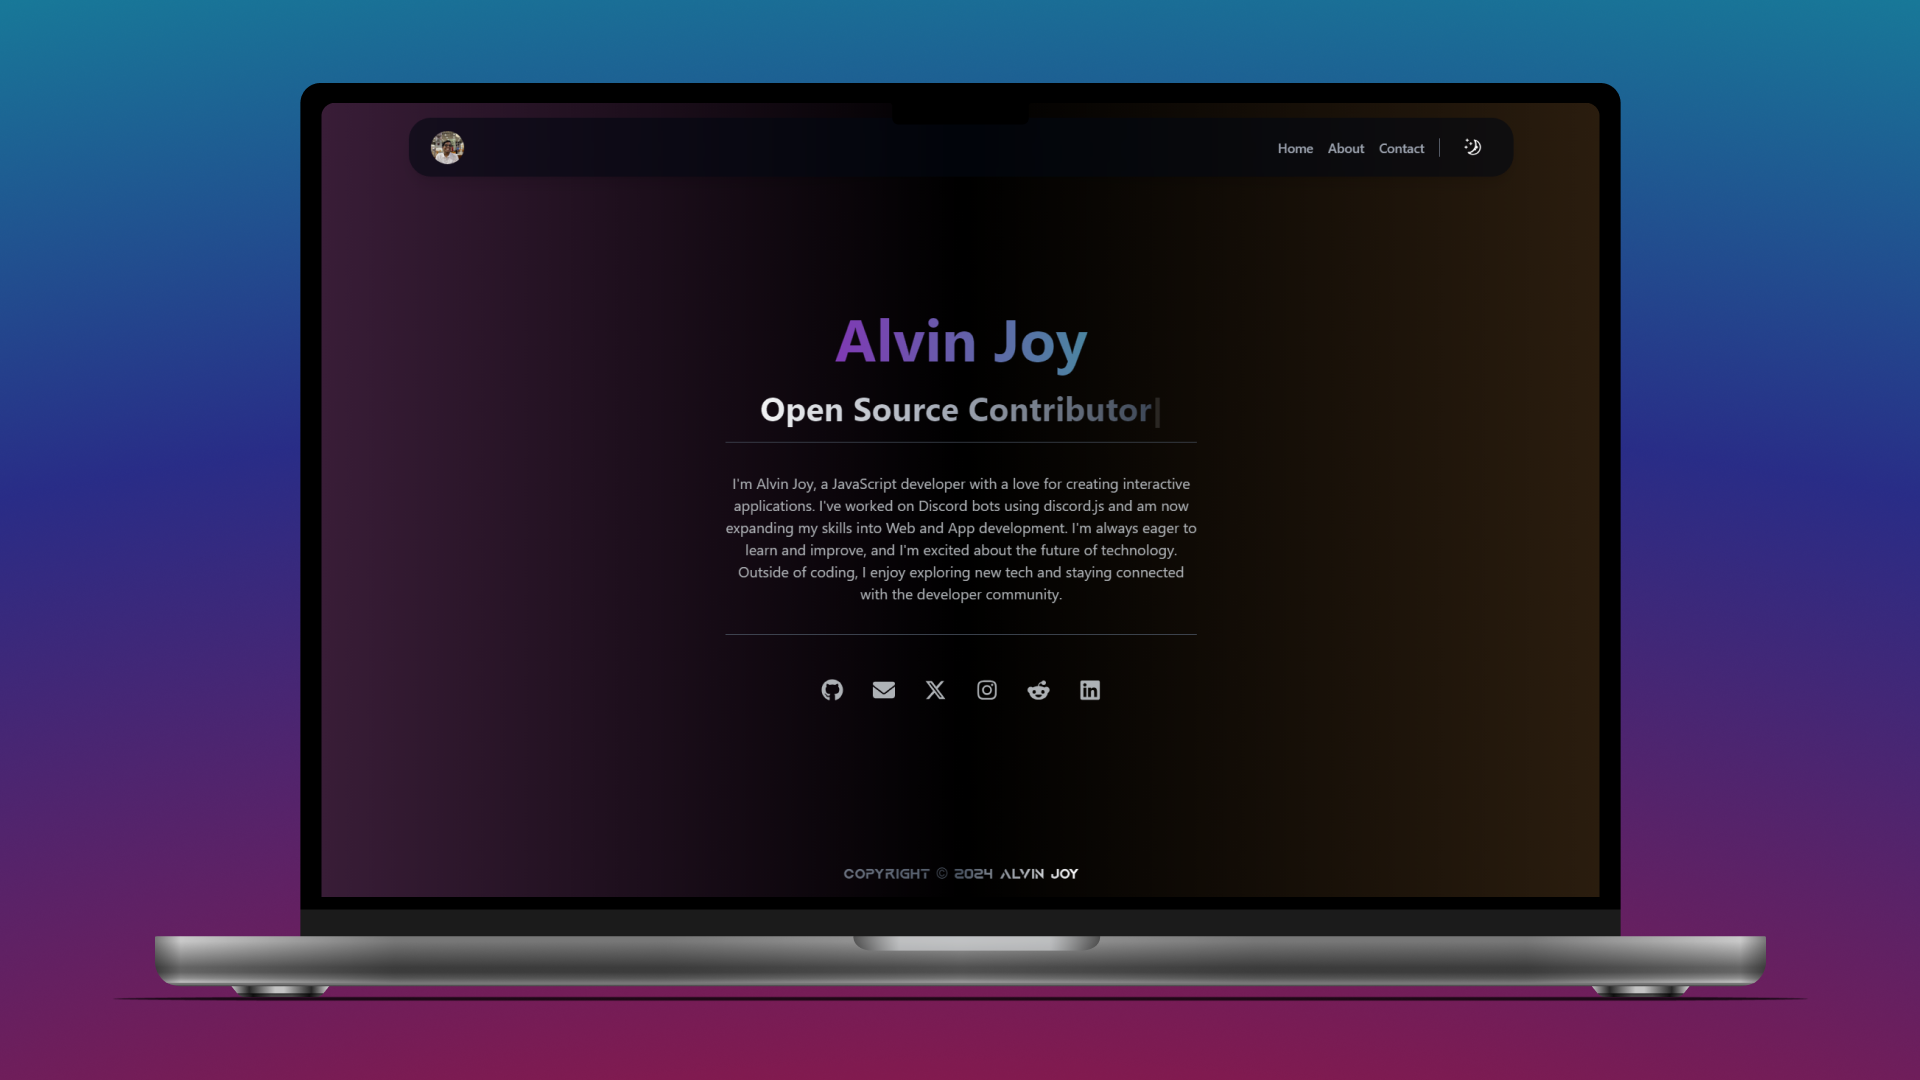 Home About Contact
Alvin Joy
Open Source Contributor|
I'm Alvin Joy, a JavaScript developer with a love for creating interactive
applications. I've worked on Discord bots using discord.js and am now
expanding my skills into Web and App development. I'm always eager to
learn and improve, and I'm excited about the future of technology.
Outside of coding, I enjoy exploring new tech and staying connected
with the developer community.
COPYRIGHT © 2024 ALVIN JOY